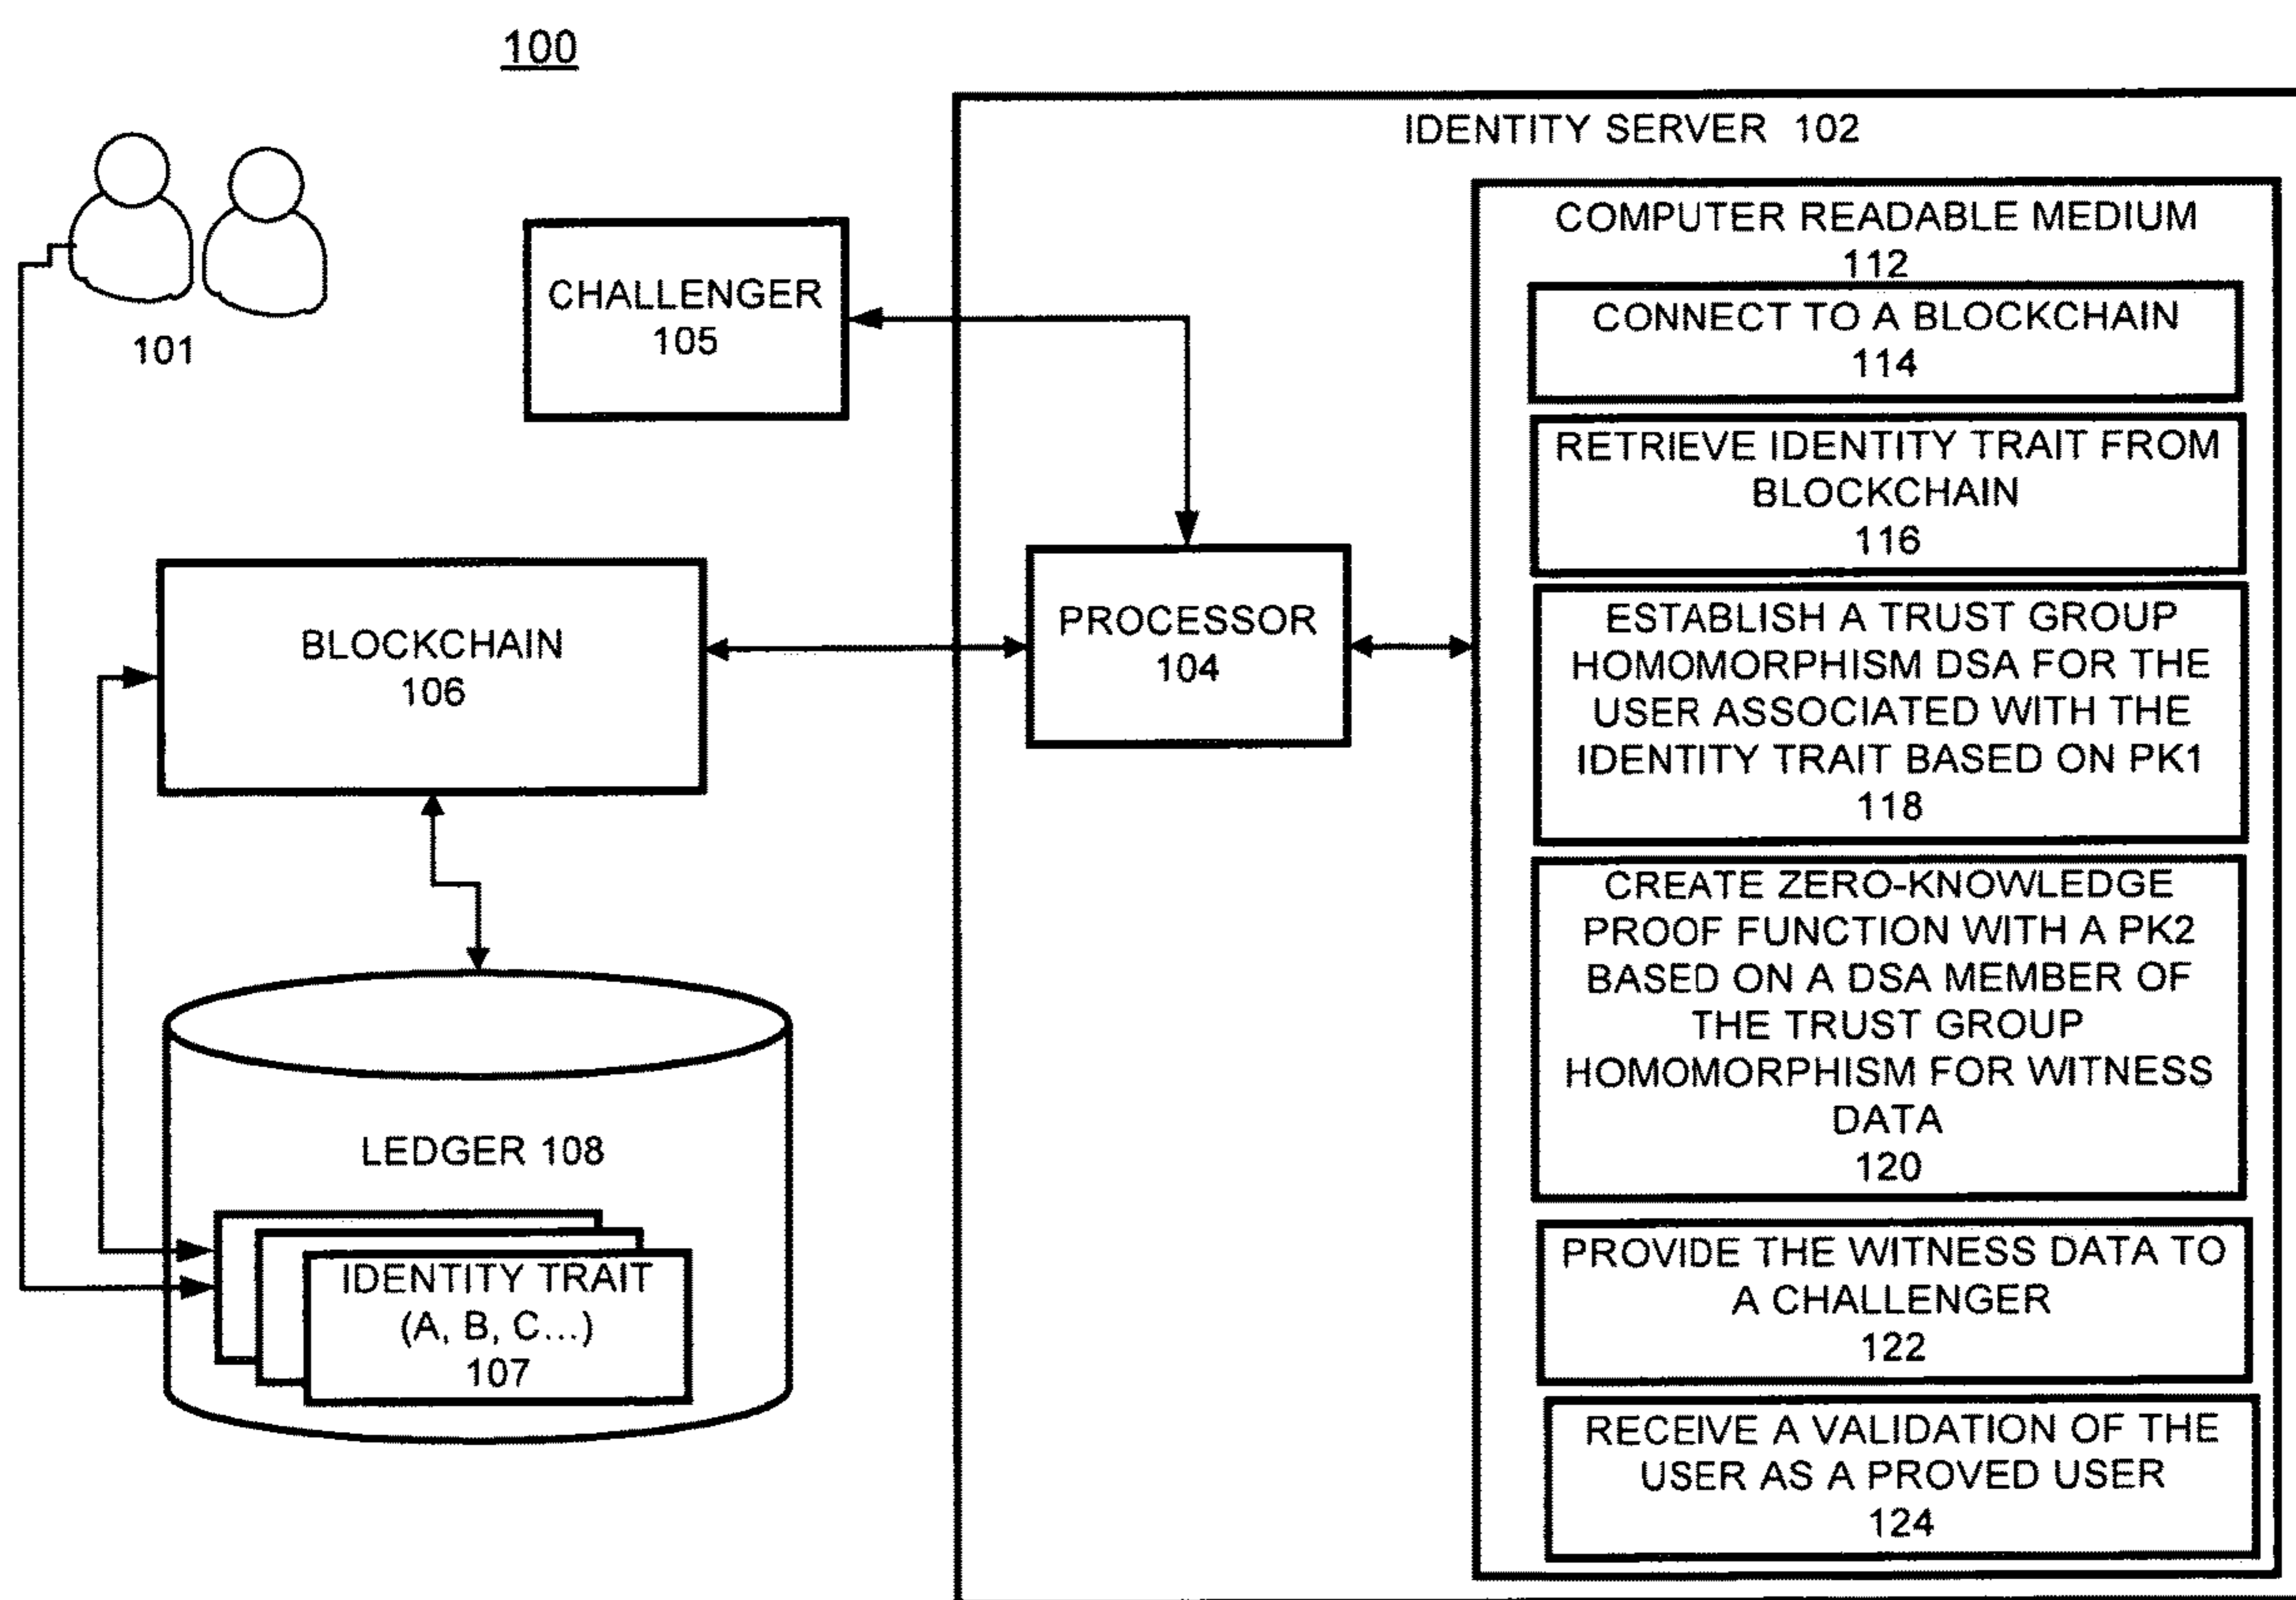 100
101
CHALLENGER
105
BLOCKCHAIN
106
LEDGER 108
IDENTITY TRAIT
(A, B, C...)
107
IDENTITY SERVER 102
PROCESSOR
104
COMPUTER READABLE MEDIUM
112
CONNECT TO A BLOCKCHAIN
114
RETRIEVE IDENTITY TRAIT FROM
BLOCKCHAIN
116
ESTABLISH A TRUST GROUP
HOMOMORPHISM DSA FOR THE
USER ASSOCIATED WITH THE
IDENTITY TRAIT BASED ON PK1
118
CREATE ZERO-KNOWLEDGE
PROOF FUNCTION WITH A PK2
BASED ON A DSA MEMBER OF
THE TRUST GROUP
HOMOMORPHISM FOR WITNESS
DATA
120
PROVIDE THE WITNESS DATA TO
A CHALLENGER
122
RECEIVE A VALIDATION OF THE
USER AS A PROVED USER
124